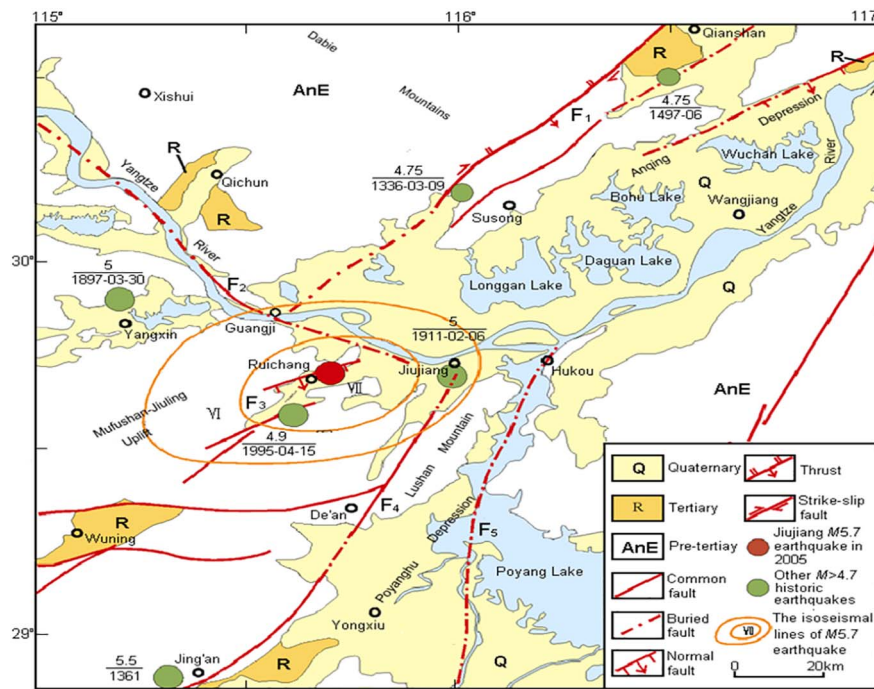 115°
116°
117
Qianshan
Dabie
R
R
Xishui
AnE
Mountains
F1
4.75
1497-06
Depression
Wuchan Lake
River
Anqing
Yangtze
R
Qichun
4.75
1336-03-09
Q
Bohu Lake
Wangjiang
R
Susong
Yangtze
River
30°
5
1897-03-30
Daguan Lake
Longgan Lake
F2
Q
Guangji
5
1911-02-06
Yangxin
Ruichang
Jiujiang
Hukou
VII
AnE
VI
F3
Mufushan-Jiuling
Uplift
4.9
1995-04-15
Lushan
Mountain
F4
De'an
R
Wuning
Depression
F5
Poyanghu
Poyang Lake
Yongxiu
29°
5.5
1361
Jing'an
R
Q
Q Quaternary
R Tertiary
AnE Pre-tertiay
Common
fault
Buried
fault
Normal
fault
Thrust
Strike-slip
fault
Jiujiang M5.7
earthquake in
2005
Other M>4.7
historic
earthquakes
VII
The isoseismal
lines of M5.7
earthquake
0
20km